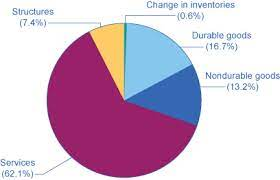 Structures
(7.4%)
Change in inventories
(0.6%)
Durable goods
(16.7%)
Nondurable goods
(13.2%)
Services
(62.1%)